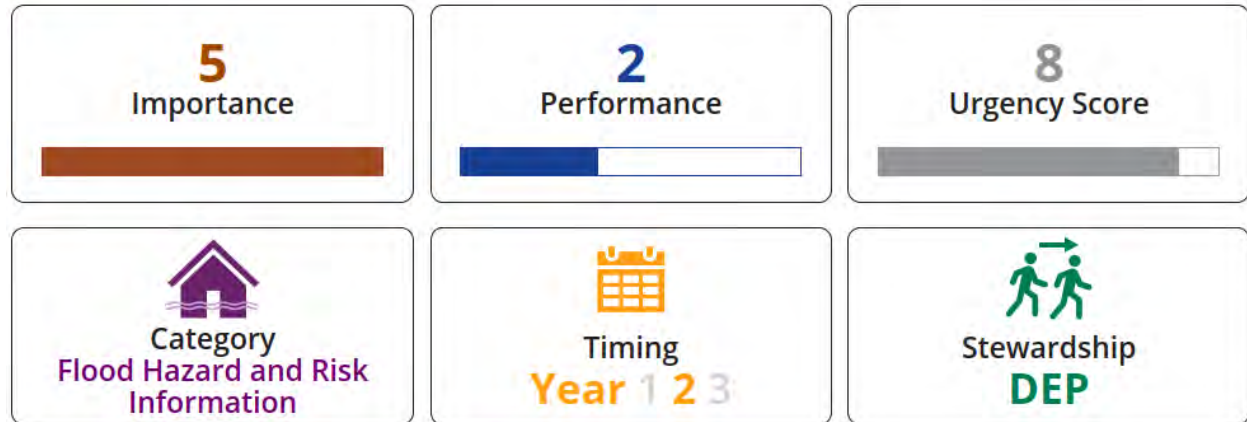 5
Importance
2
Performance
8
Urgency Score
Category
Flood Hazard and Risk
Information
Timing
Year 1 2 3
Stewardship
DEP